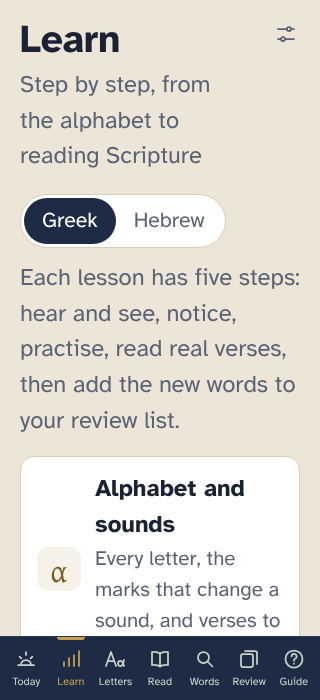 Learn
Step by step, from
the alphabet to
reading Scripture
Greek
Hebrew
Each lesson has five steps:
hear and see, notice,
practise, read real verses,
then add the new words to
your review list.
Alphabet and
sounds
α
Every letter, the
marks that change a
sound, and verses to
Today
Learn
Aα
Letters
Read
Words
Review
Guide